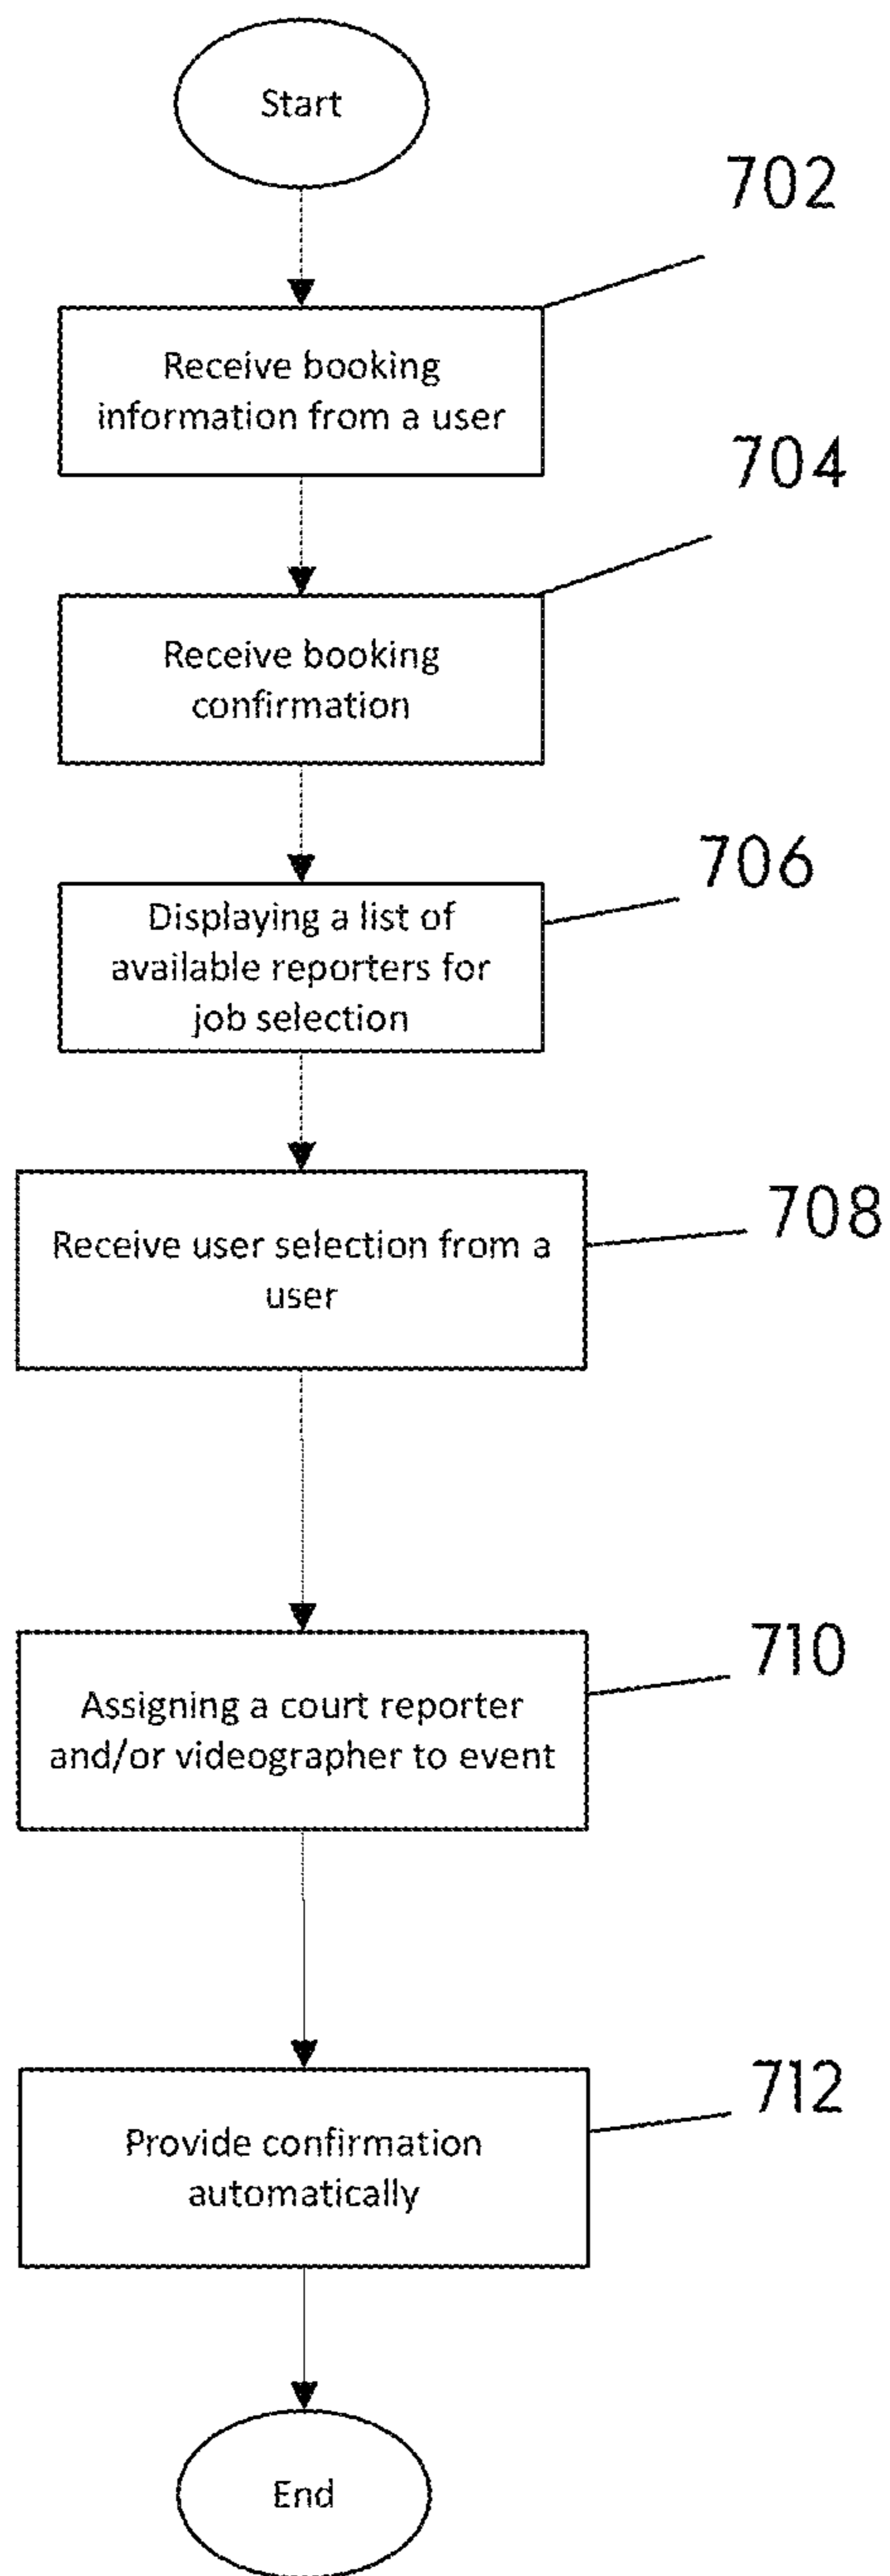 Start
702
Receive booking
information from a user
704
Receive booking
confirmation
706
Displaying a list of
available reporters for
job selection
708
Receive user selection from a
user
710
Assigning a court reporter
and/or videographer to event
712
Provide confirmation
automatically
End